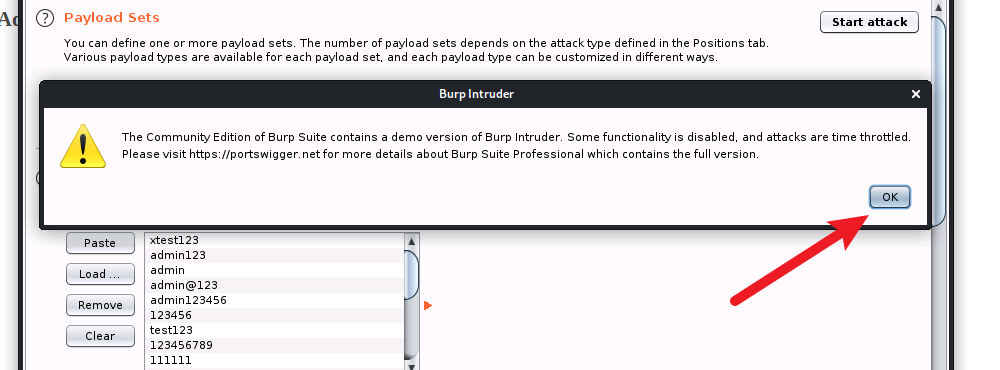 Ad
? Payload Sets
Start attack
You can define one or more payload sets. The number of payload sets depends on the attack type defined in the Positions tab.
Various payload types are available for each payload set, and each payload type can be customized in different ways.
Burp Intruder
The Community Edition of Burp Suite contains a demo version of Burp Intruder. Some functionality is disabled, and attacks are time throttled.
Please visit https://portswigger.net for more details about Burp Suite Professional which contains the full version.
OK
Paste
xtest123
admin123
Load ...
admin
admin@123
Remove
admin123456
123456
Clear
test123
123456789
111111